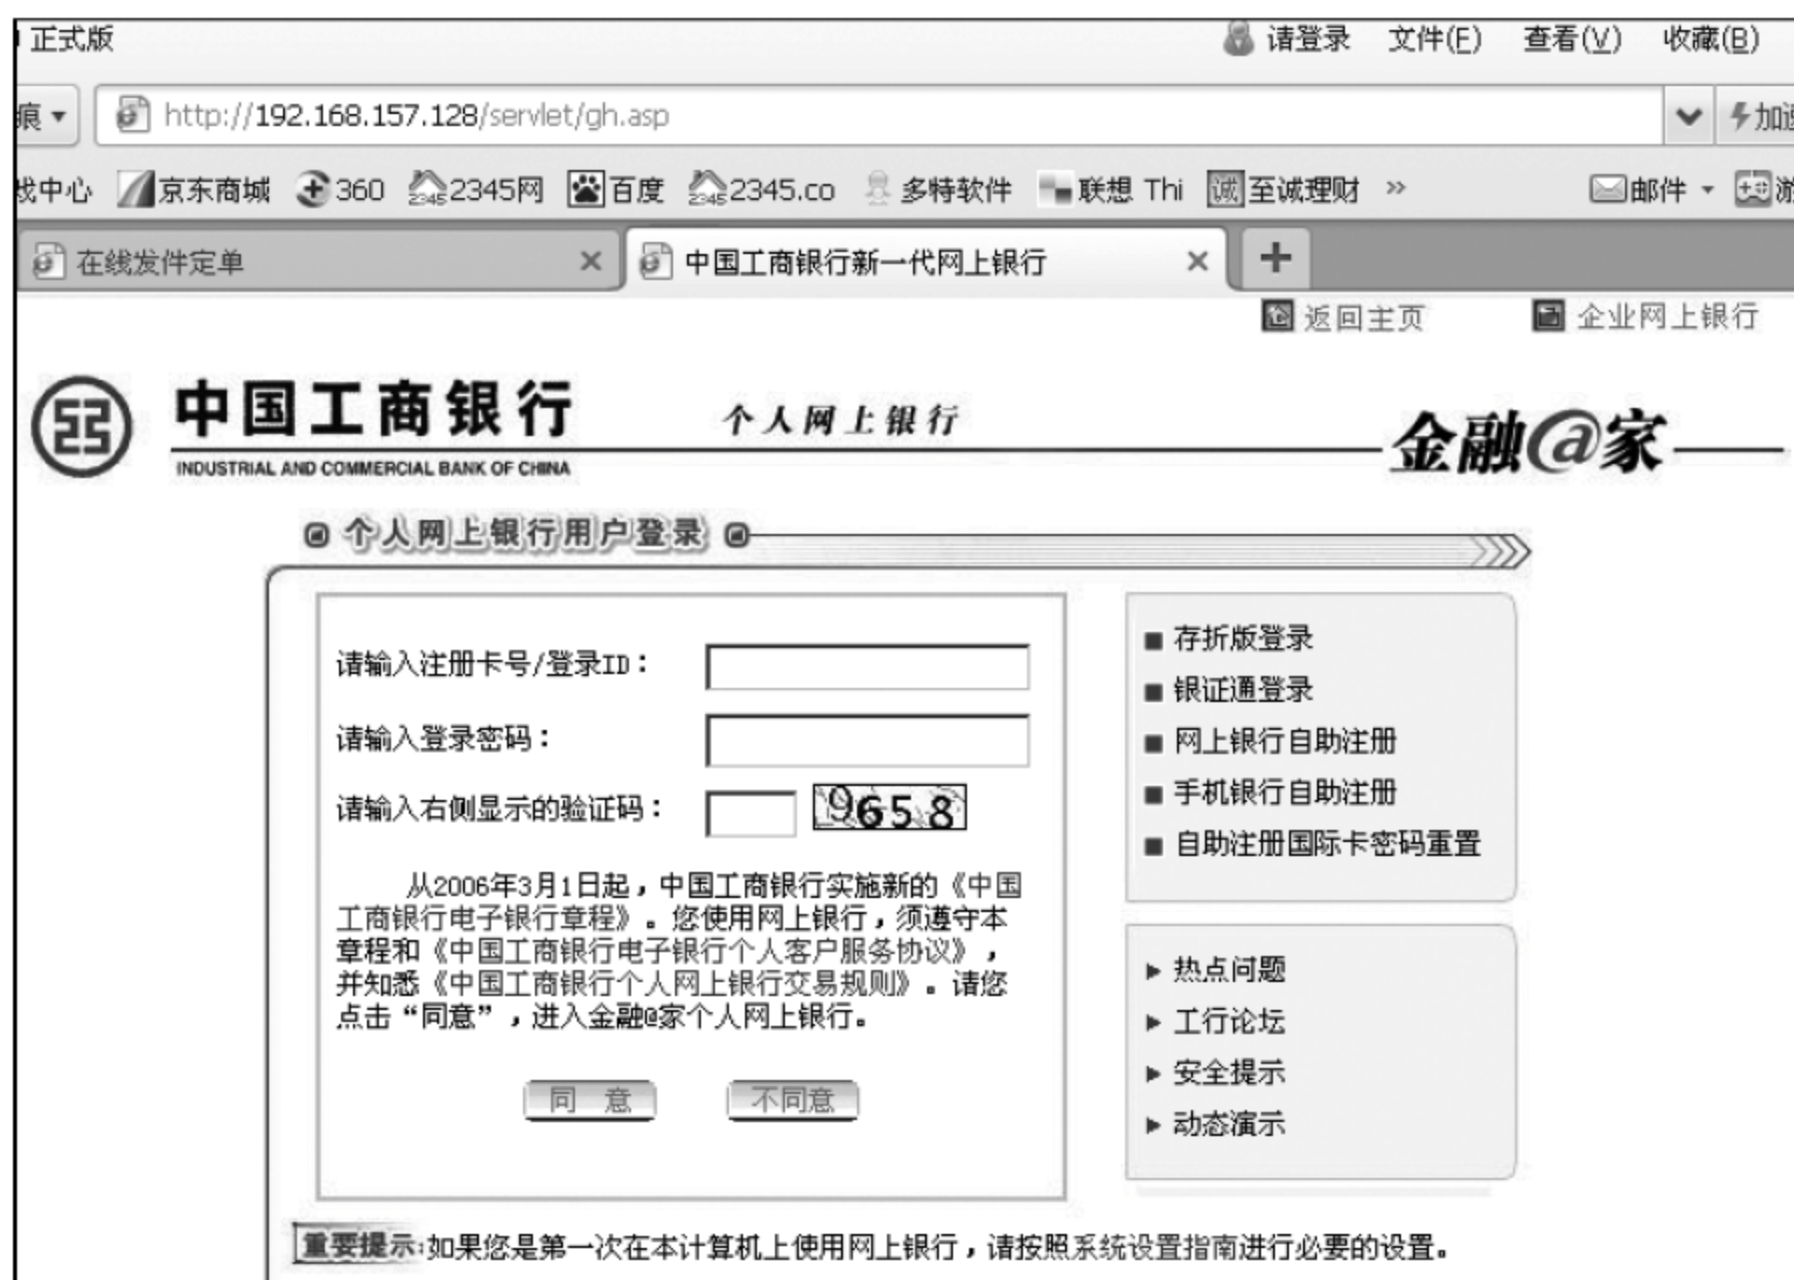 正式版 请登录 文件(F) 查看(V) 收藏(B)
痕 http://192.168.157.128/servlet/gh.asp 加速
戏中心 京东商城 360 2345网 百度 2345.co 多特软件 联想 Thi 诚 至诚理财 >> 邮件 游
在线发件定单 中国工商银行新一代网上银行
返回主页 企业网上银行
中国工商银行 个人网上银行 金融@家
INDUSTRIAL AND COMMERCIAL BANK OF CHINA
个人网上银行用户登录
请输入注册卡号/登录ID：
请输入登录密码：
请输入右侧显示的验证码： 9658
从2006年3月1日起，中国工商银行实施新的《中国
工商银行电子银行章程》。您使用网上银行，须遵守本
章程和《中国工商银行电子银行个人客户服务协议》，
并知悉《中国工商银行个人网上银行交易规则》。请您
点击“同意”，进入金融@家个人网上银行。
同 意 不同意
存折版登录
银证通登录
网上银行自助注册
手机银行自助注册
自助注册国际卡密码重置
热点问题
工行论坛
安全提示
动态演示
重要提示:如果您是第一次在本计算机上使用网上银行，请按照系统设置指南进行必要的设置。